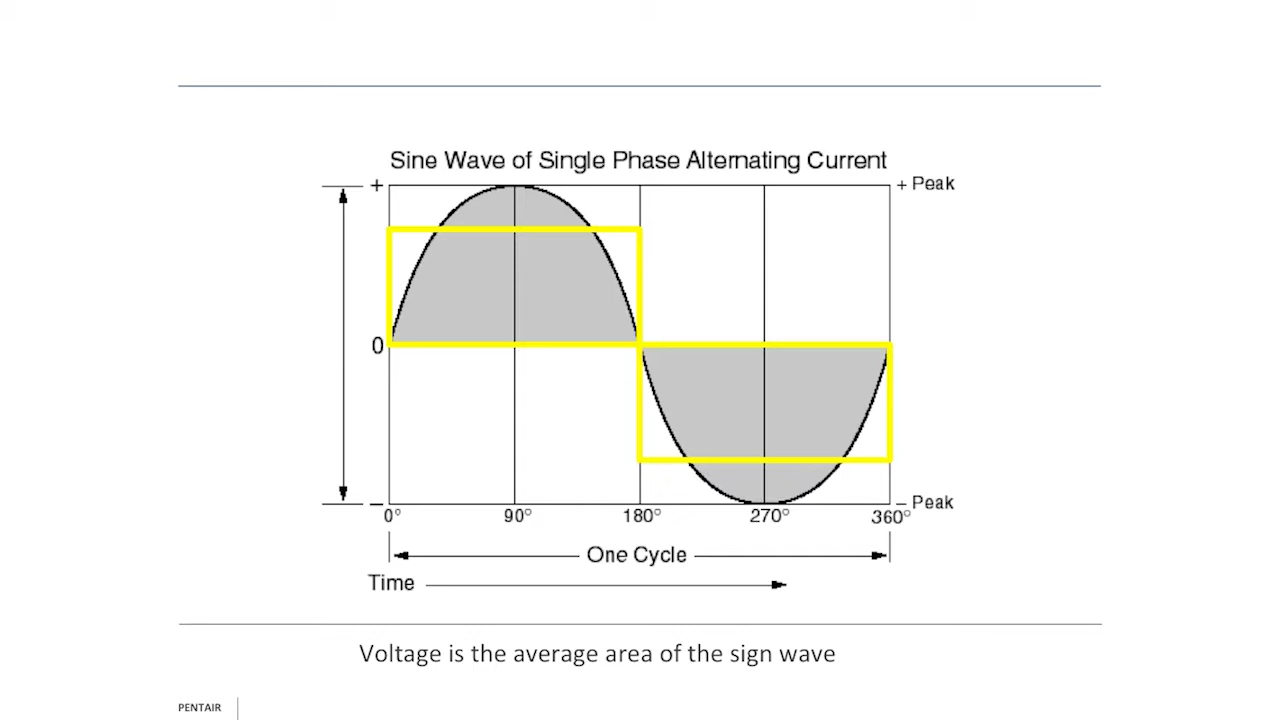 Sine Wave of Single Phase Alternating Current
+ + Peak
0
– – Peak
0° 90° 180° 270° 360°
One Cycle
Time
Voltage is the average area of the sign wave
PENTAIR